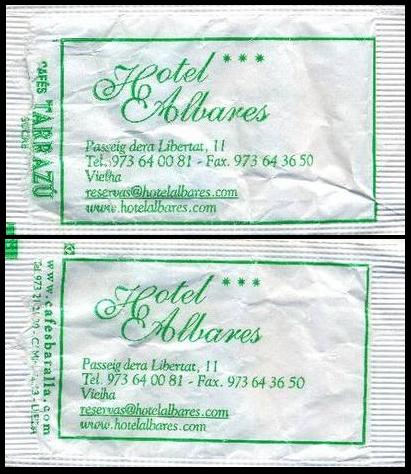 Hotel ***
Albares
Passeig dera Libertat, 11
Tel. 973 64 00 81 - Fax. 973 64 36 50
Vielha
reservas@hotelalbares.com
www.hotelalbares.com
CAFÉS
TARRAZÚ
Hotel ***
Albares
Passeig dera Libertat, 11
Tel. 973 64 00 81 - Fax. 973 64 36 50
Vielha
reservas@hotelalbares.com
www.hotelalbares.com
www.cafesbaralla.com